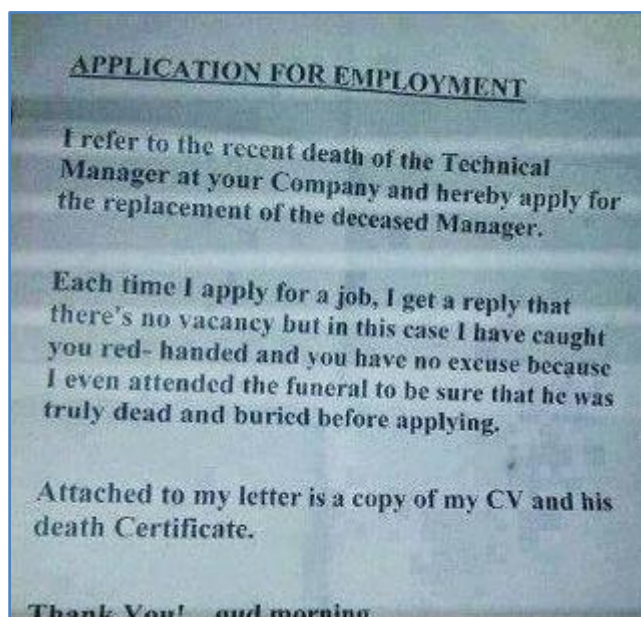 APPLICATION FOR EMPLOYMENT
I refer to the recent death of the Technical
Manager at your Company and hereby apply for
the replacement of the deceased Manager.
Each time I apply for a job, I get a reply that
there's no vacancy but in this case I have caught
you red- handed and you have no excuse because
I even attended the funeral to be sure that he was
truly dead and buried before applying.
Attached to my letter is a copy of my CV and his
death Certificate.
Thank You! gud morning